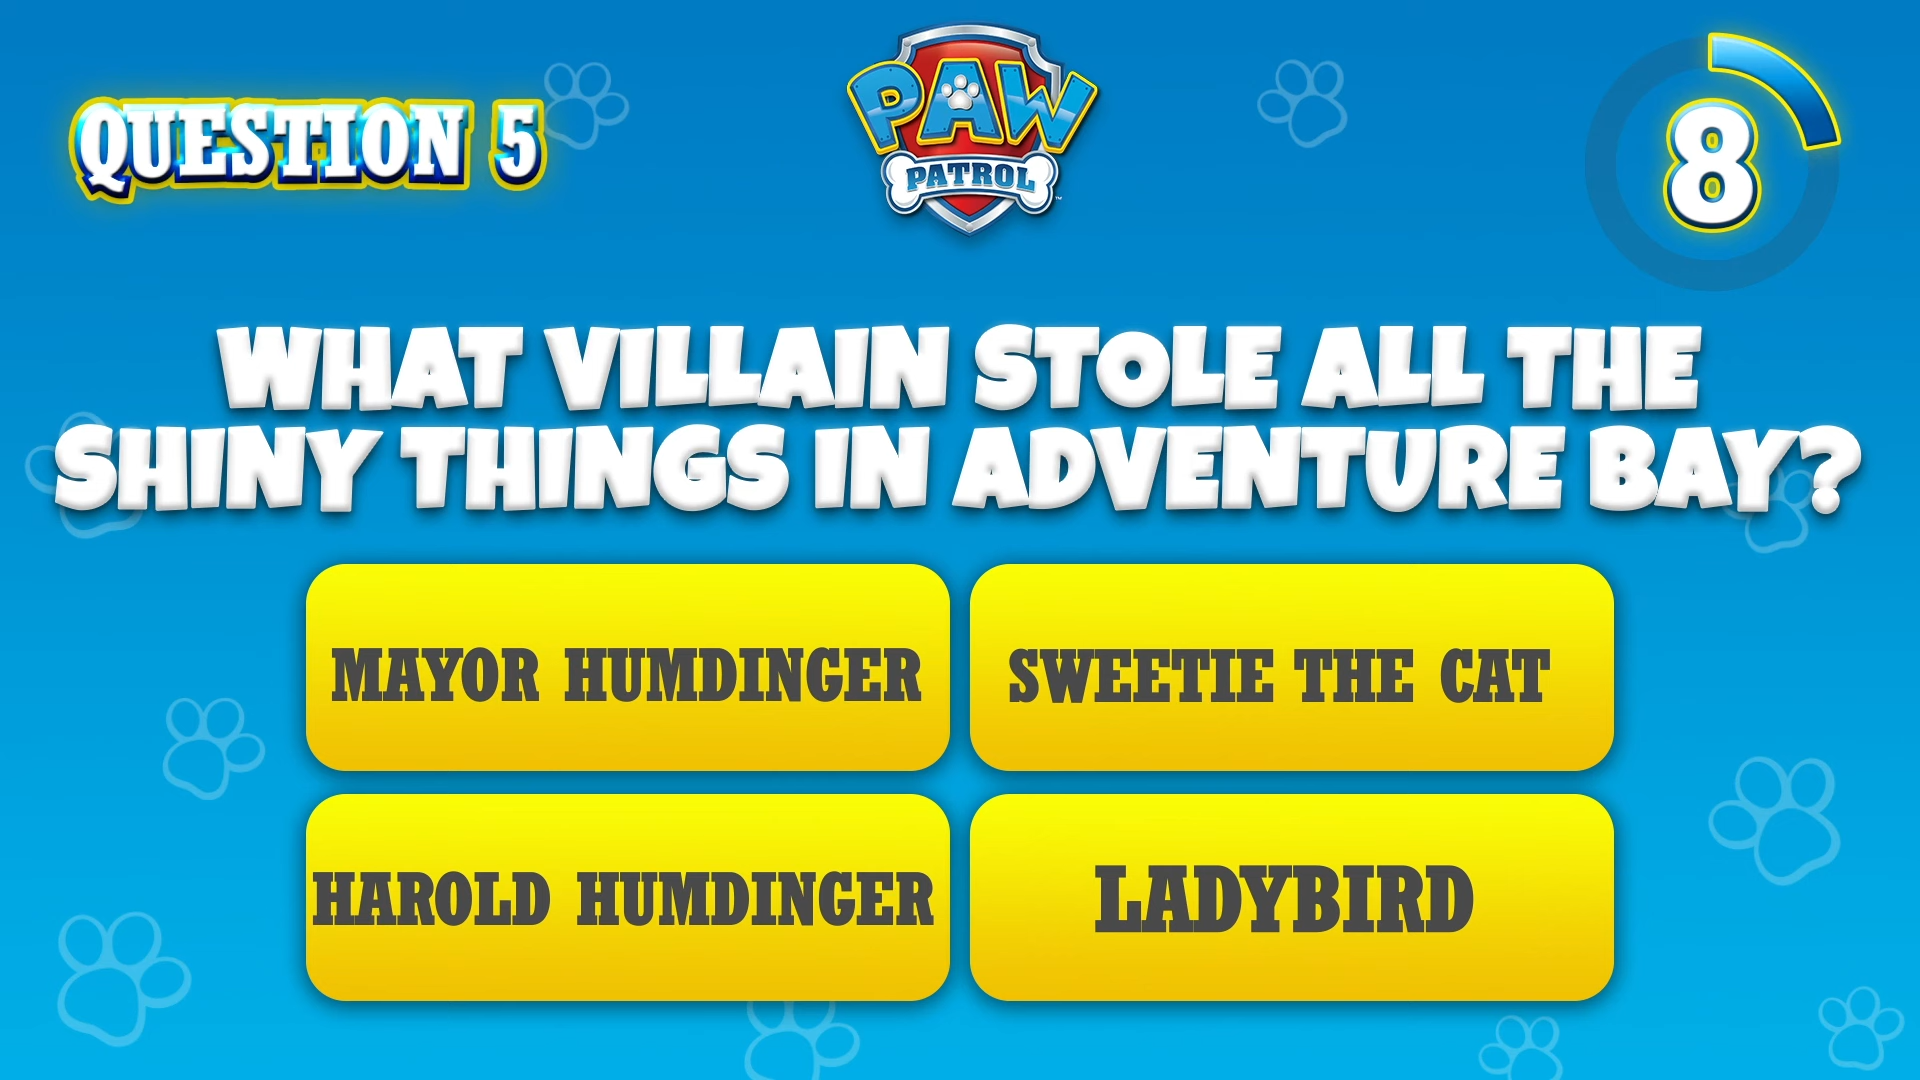 QUESTION 5
PAW
PATROL
8
WHAT VILLAIN STOLE ALL THE
SHINY THINGS IN ADVENTURE BAY?
MAYOR HUMDINGER
SWEETIE THE CAT
HAROLD HUMDINGER
LADYBIRD